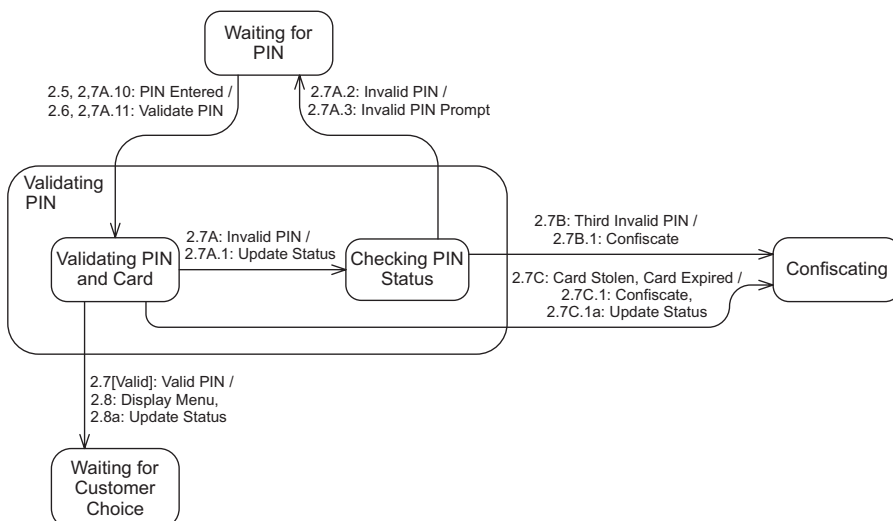 Waiting for
PIN
2.5, 2,7A.10: PIN Entered /
2.6, 2,7A.11: Validate PIN
2.7A.2: Invalid PIN /
2.7A.3: Invalid PIN Prompt
Validating
PIN
Validating PIN
and Card
2.7A: Invalid PIN /
2.7A.1: Update Status
Checking PIN
Status
2.7B: Third Invalid PIN /
2.7B.1: Confiscate
2.7C: Card Stolen, Card Expired /
2.7C.1: Confiscate,
2.7C.1a: Update Status
Confiscating
2.7[Valid]: Valid PIN /
2.8: Display Menu,
2.8a: Update Status
Waiting for
Customer
Choice